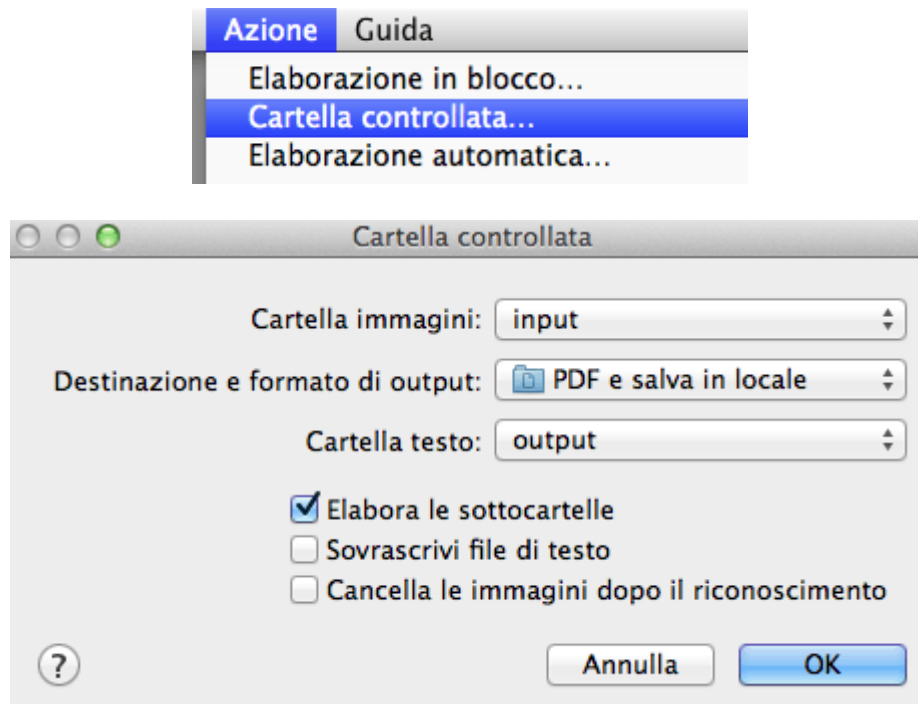 Azione Guida
Elaborazione in blocco...
Cartella controllata...
Elaborazione automatica...
Cartella controllata
Cartella immagini: input
Destinazione e formato di output: PDF e salva in locale
Cartella testo: output
Elabora le sottocartelle
Sovrascrivi file di testo
Cancella le immagini dopo il riconoscimento
? Annulla OK